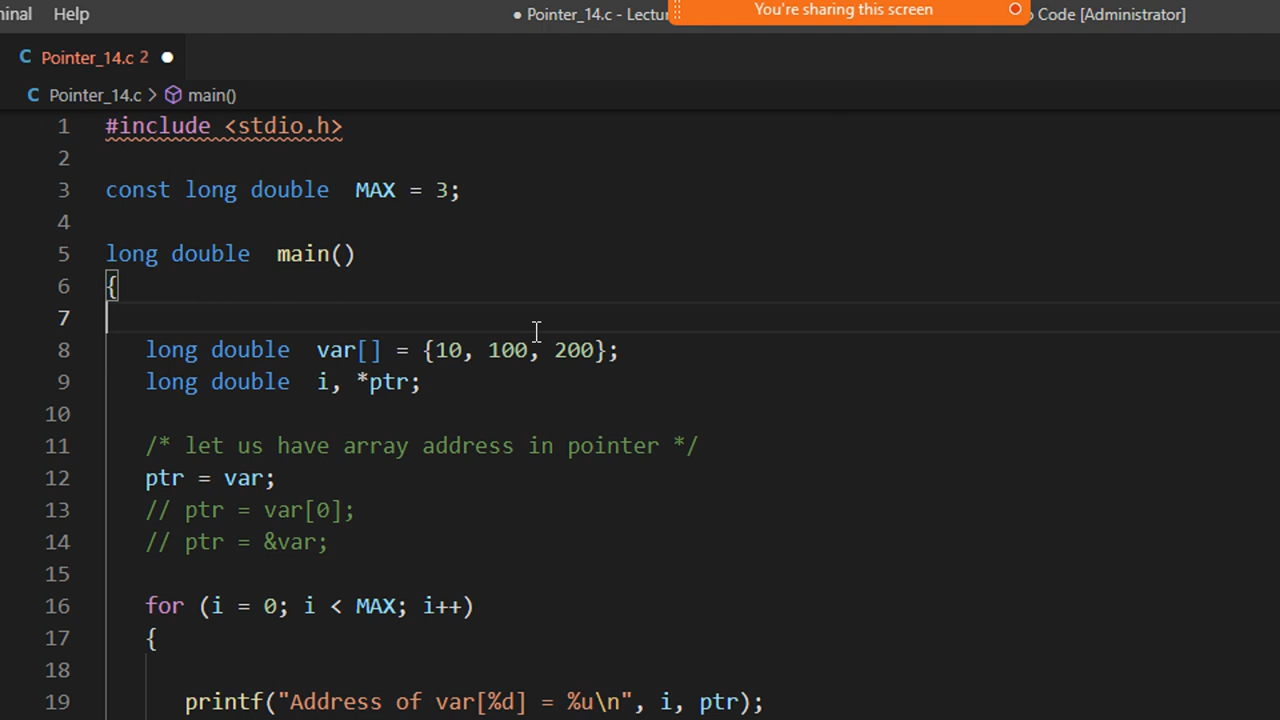 minal Help ● Pointer_14.c - Lectur You're sharing this screen Code [Administrator]
C Pointer_14.c 2 ●
C Pointer_14.c > main()
1 #include <stdio.h>
2
3 const long double  MAX = 3;
4
5 long double  main()
6 {
7
8    long double  var[] = {10, 100, 200};
9    long double  i, *ptr;
10
11    /* let us have array address in pointer */
12    ptr = var;
13    // ptr = var[0];
14    // ptr = &var;
15
16    for (i = 0; i < MAX; i++)
17    {
18
19       printf("Address of var[%d] = %u\n", i, ptr);